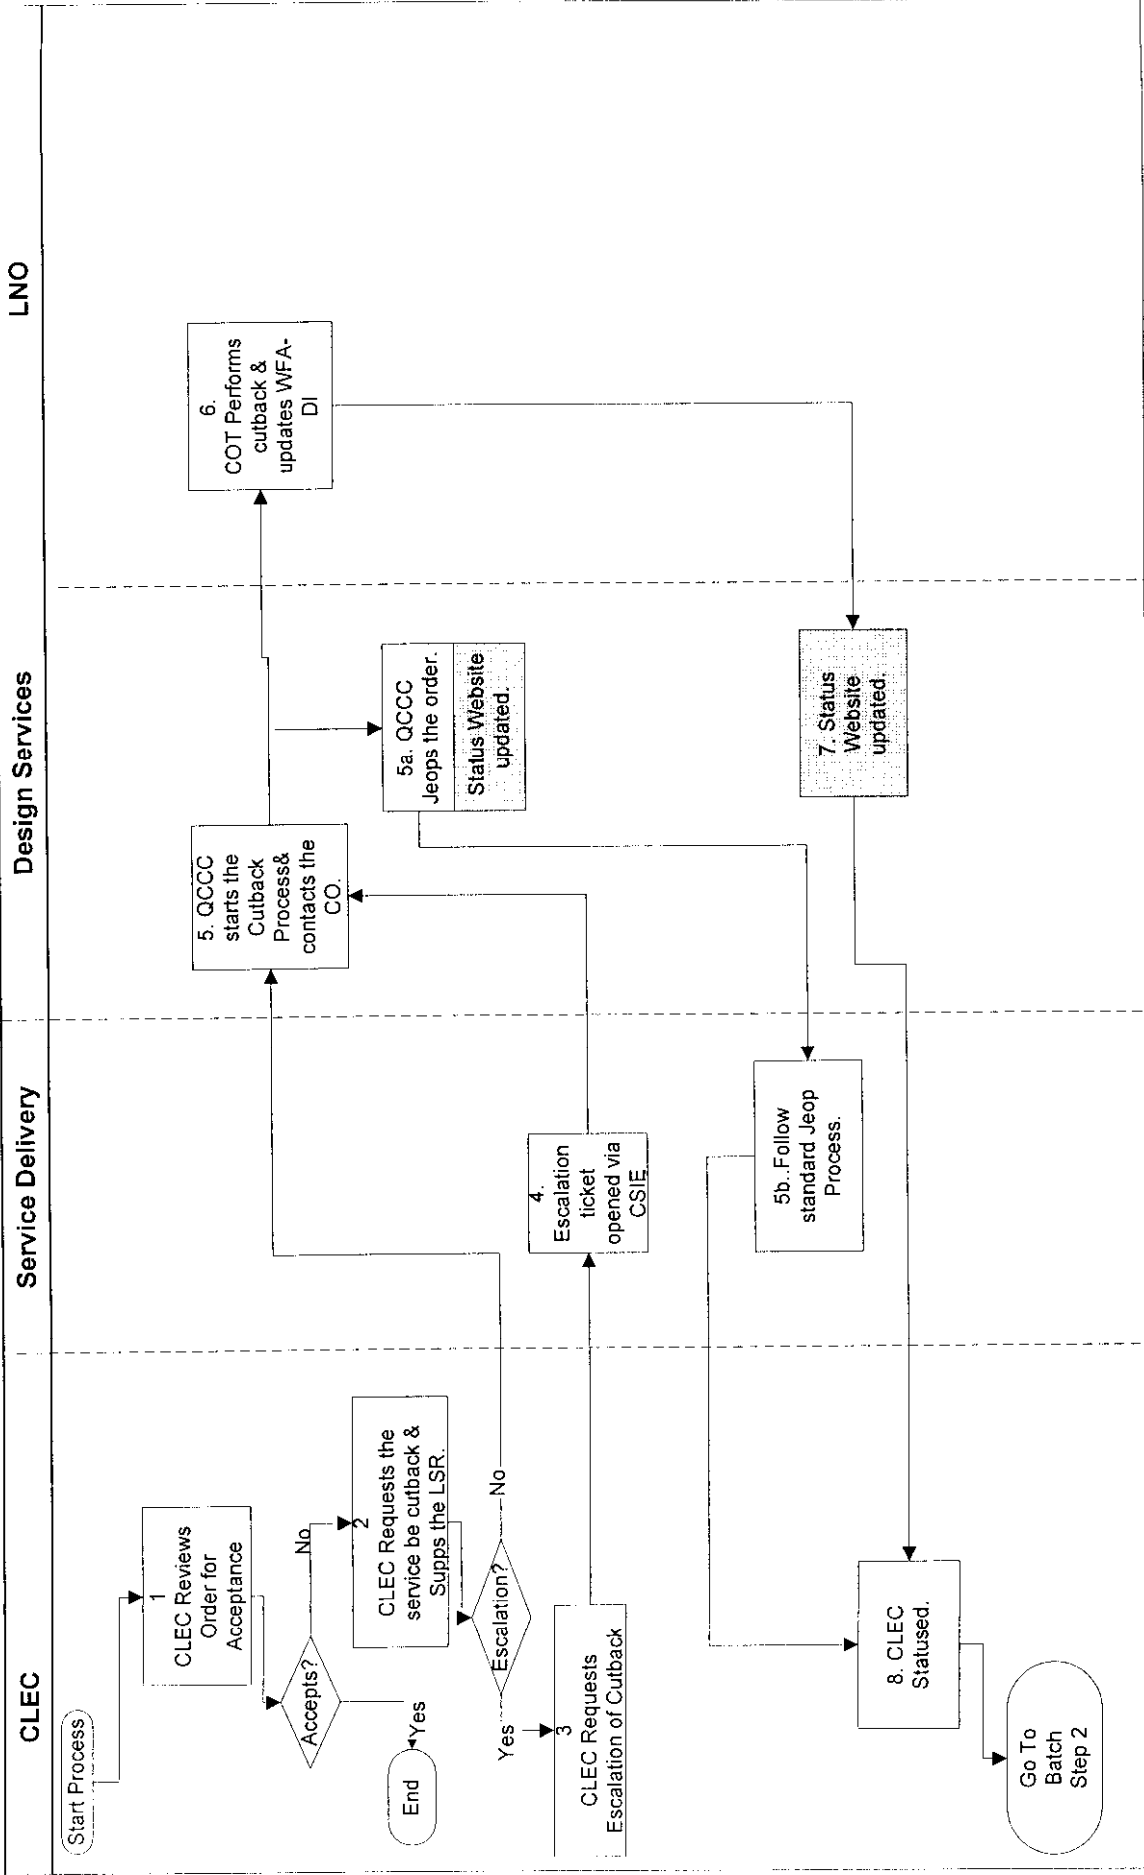 CLEC
Service Delivery
Design Services
LNO
Start Process
1
CLEC Reviews
Order for
Acceptance
Accepts?
No
Yes
End
2
CLEC Requests the
service be cutback &
Supps the LSR.
Escalation?
No
Yes
3
CLEC Requests
Escalation of Cutback
4.
Escalation
ticket
opened via
CSIE
5. QCCC
starts the
Cutback
Process&
contacts the
CO.
5a. QCCC
Jeops the order.
Status Website
updated.
5b..Follow
standard Jeop
Process.
6.
COT Performs
cutback &
updates WFA-
DI
7. Status
Website
updated.
8. CLEC
Statused.
Go To
Batch
Step 2